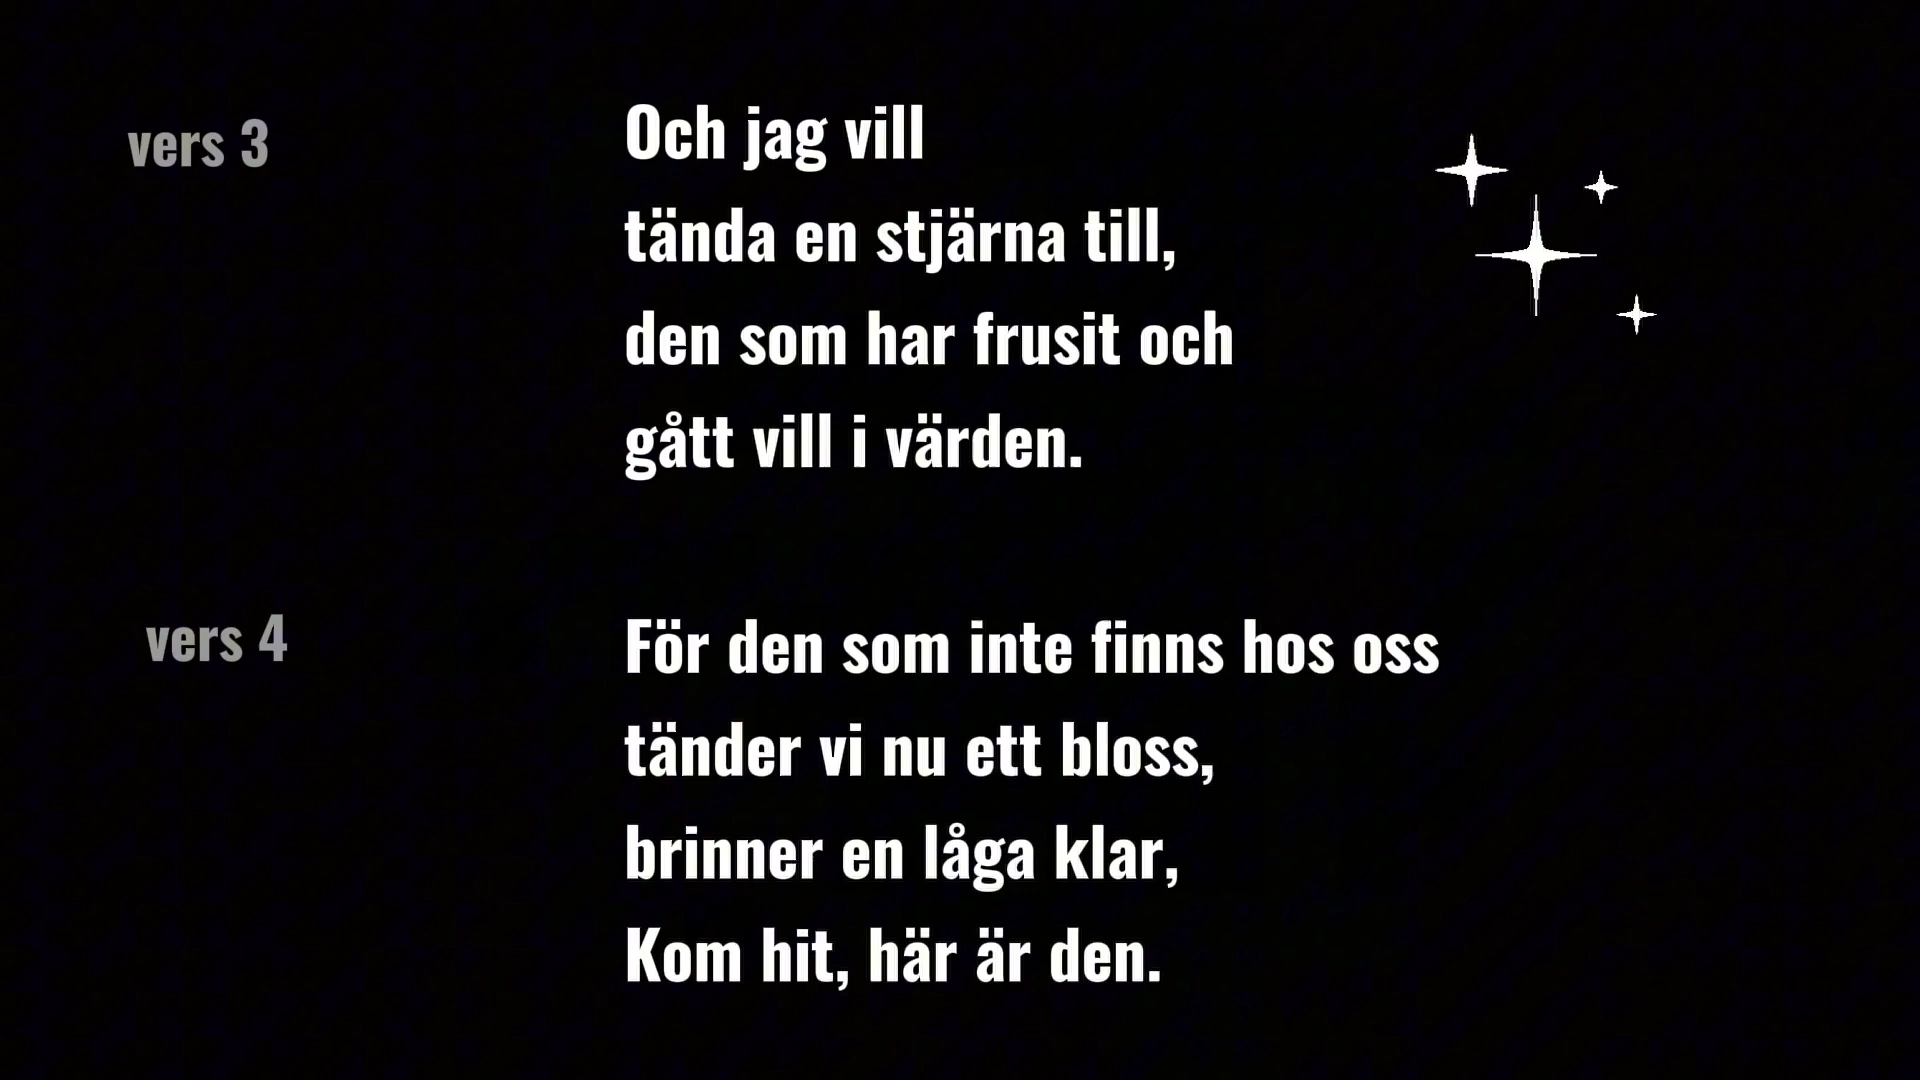 vers 3
Och jag vill
tända en stjärna till,
den som har frusit och
gått vill i värden.
vers 4
För den som inte finns hos oss
tänder vi nu ett bloss,
brinner en låga klar,
Kom hit, här är den.